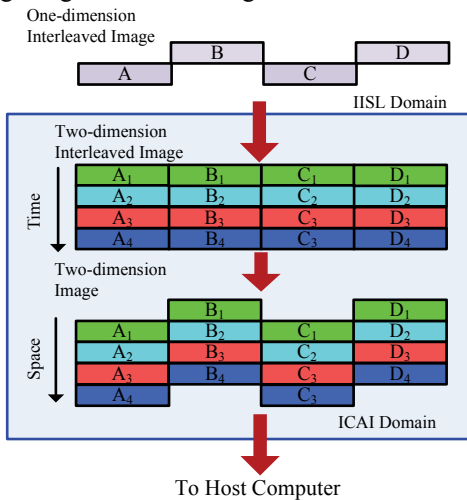 One-dimension
Interleaved Image
B D
A C
IISL Domain
Two-dimension
Interleaved Image
Time
A1 B1 C1 D1
A2 B2 C2 D2
A3 B3 C3 D3
A4 B4 C3 D4
Two-dimension
Image
Space
B1 D1
A1 B2 C1 D2
A2 B3 C2 D3
A3 B4 C3 D4
A4 C3
ICAI Domain
To Host Computer